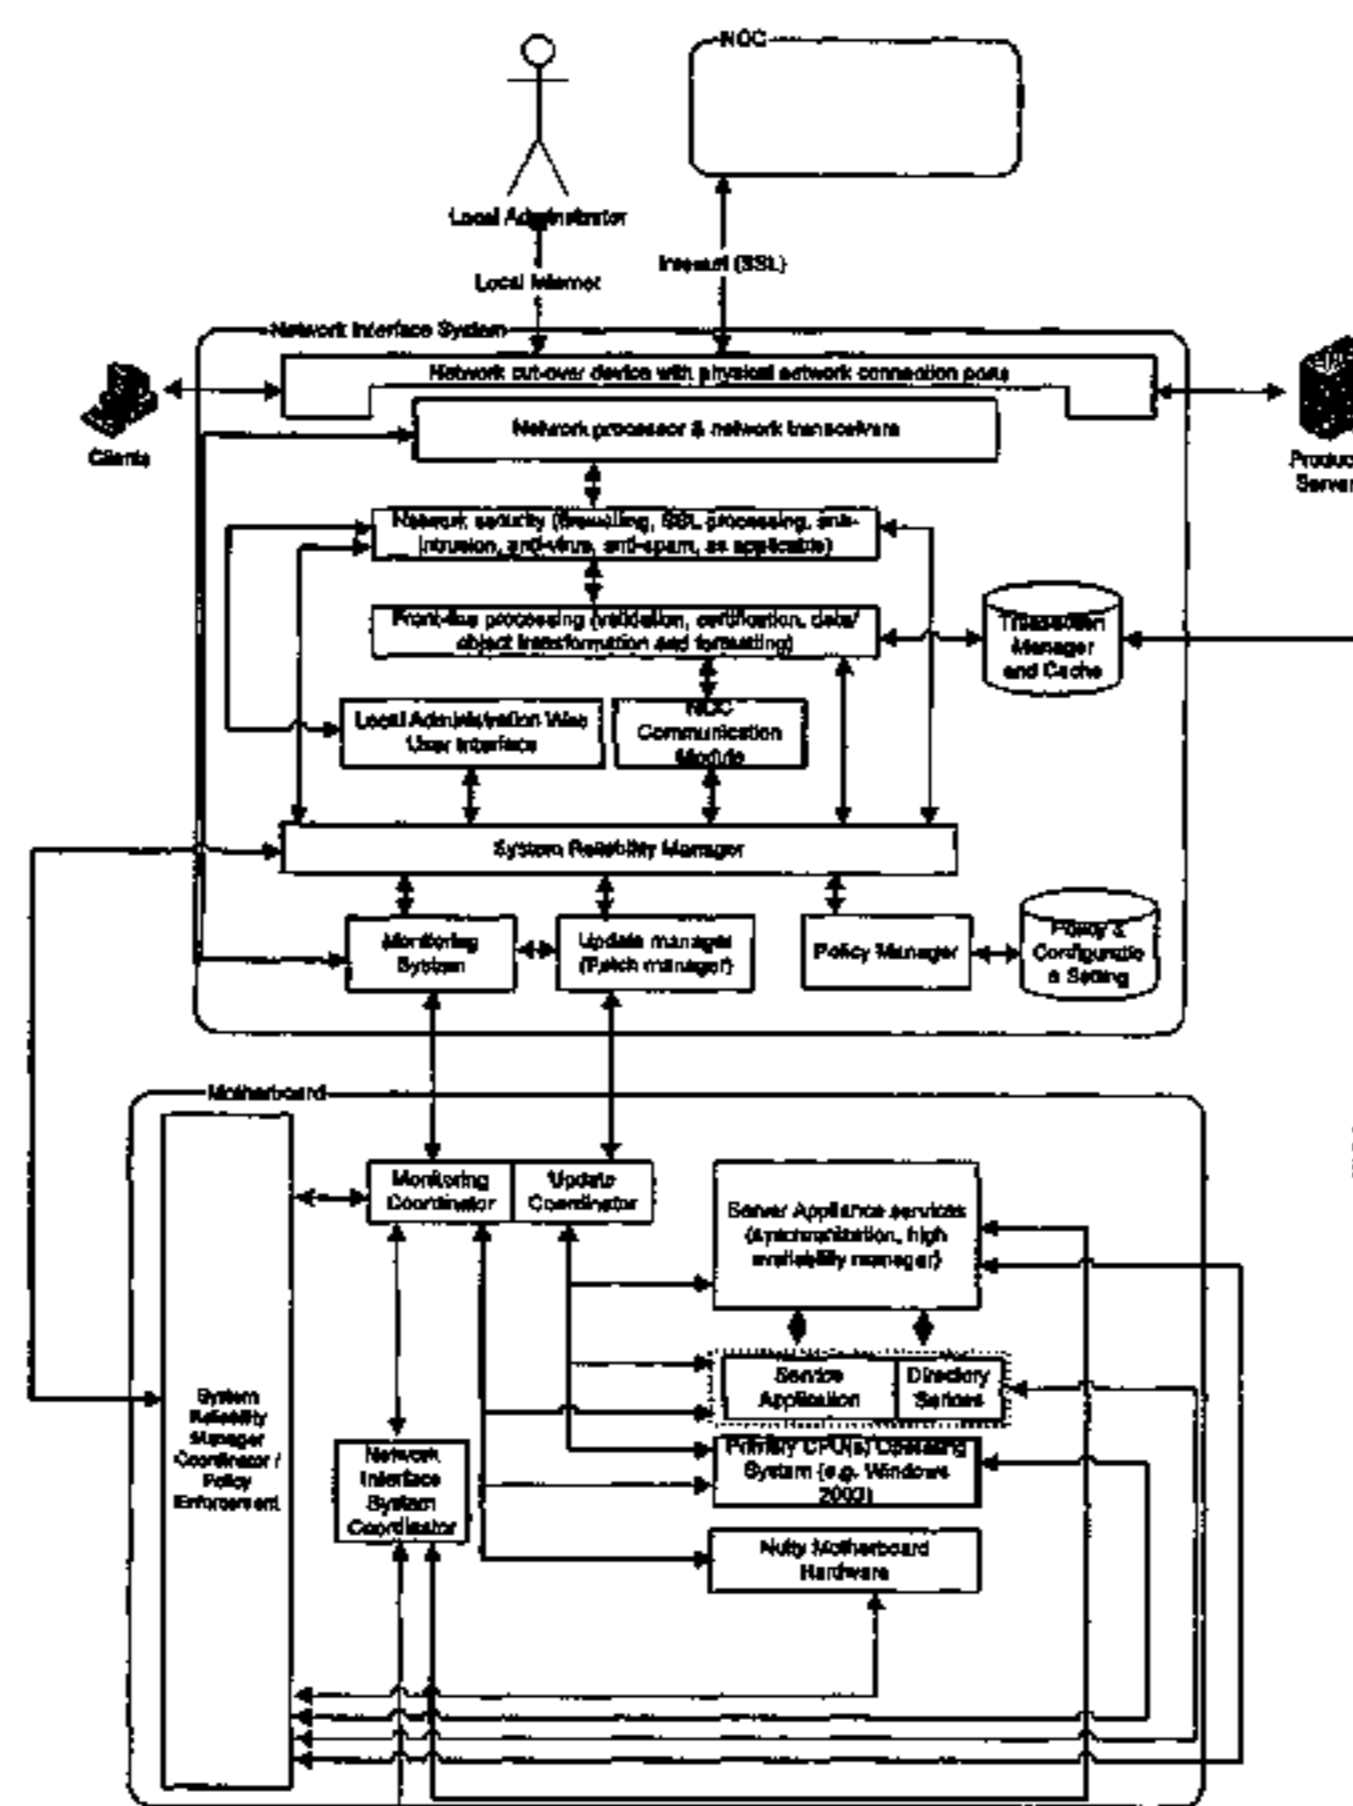 NOC
Local Administrator
Internet (SSL)
Local Internet
Network Interface System
Network cut-over device with physical network connection ports
Network processor & network transceivers
Clients
Produc
Server
Network security (firewalling, SSL processing, anti-
intrusion, anti-virus, anti-spam, as applicable)
Front-line processing (validation, certification, data/
object transformation and formatting)
Transaction
Manager
and Cache
Local Administration Wise
User Interface
NOC
Communication
Module
System Reliability Manager
Monitoring
System
Update manager
(Patch manager)
Policy Manager
Policy &
Configuratio
n Setting
Motherboard
Monitoring
Coordinator
Update
Coordinator
Server Appliance services
(synchronization, high
availability manager)
Service
Application
Directory
Services
System
Reliability
Manager
Coordinator /
Policy
Enforcement
Network
Interface
System
Coordinator
Primary CPU(s) Operating
System (e.g. Windows
2003)
Motherboard
Hardware